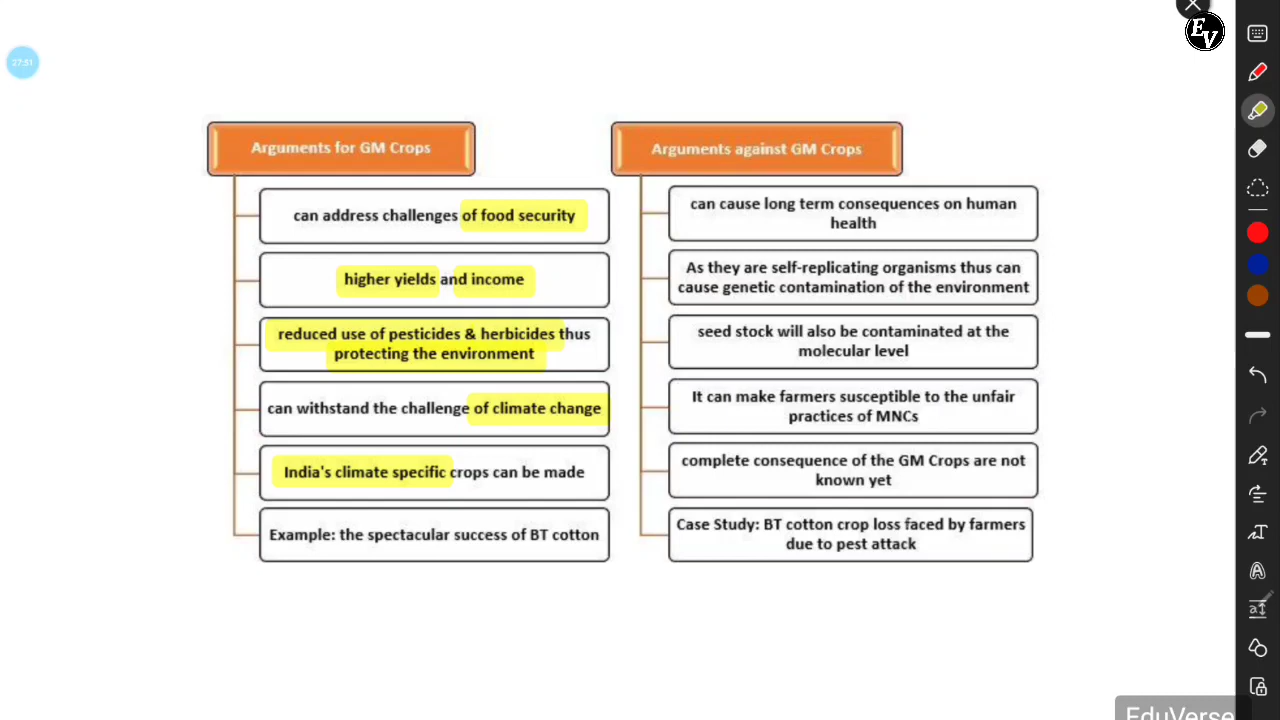 EV
27:51
Arguments for GM Crops
can address challenges of food security
higher yields and income
reduced use of pesticides & herbicides thus
protecting the environment
can withstand the challenge of climate change
India's climate specific crops can be made
Example: the spectacular success of BT cotton
Arguments against GM Crops
can cause long term consequences on human
health
As they are self-replicating organisms thus can
cause genetic contamination of the environment
seed stock will also be contaminated at the
molecular level
It can make farmers susceptible to the unfair
practices of MNCs
complete consequence of the GM Crops are not
known yet
Case Study: BT cotton crop loss faced by farmers
due to pest attack
EduVerse